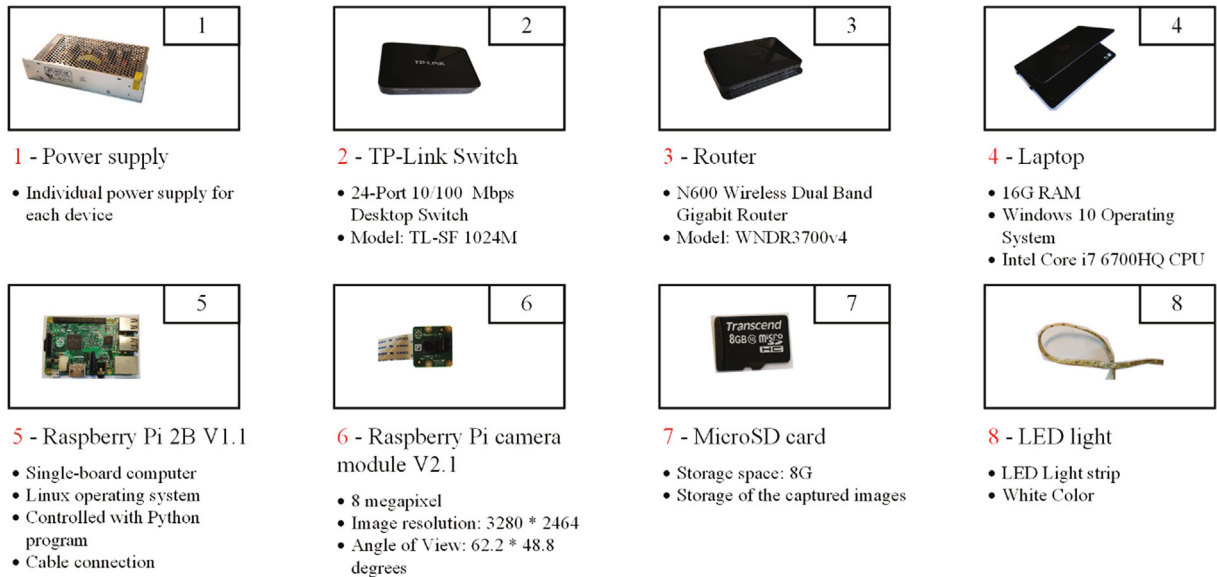 1
2
TP-LINK
3
4
1 - Power supply
• Individual power supply for
each device
2 - TP-Link Switch
• 24-Port 10/100 Mbps
Desktop Switch
• Model: TL-SF 1024M
3 - Router
• N600 Wireless Dual Band
Gigabit Router
• Model: WNDR3700v4
4 - Laptop
• 16G RAM
• Windows 10 Operating
System
• Intel Core i7 6700HQ CPU
5
6
7
Transcend
8GB 10 micro
SD
HC
8
5 - Raspberry Pi 2B V1.1
• Single-board computer
• Linux operating system
• Controlled with Python
program
• Cable connection
6 - Raspberry Pi camera
module V2.1
• 8 megapixel
• Image resolution: 3280 * 2464
• Angle of View: 62.2 * 48.8
degrees
7 - MicroSD card
• Storage space: 8G
• Storage of the captured images
8 - LED light
• LED Light strip
• White Color